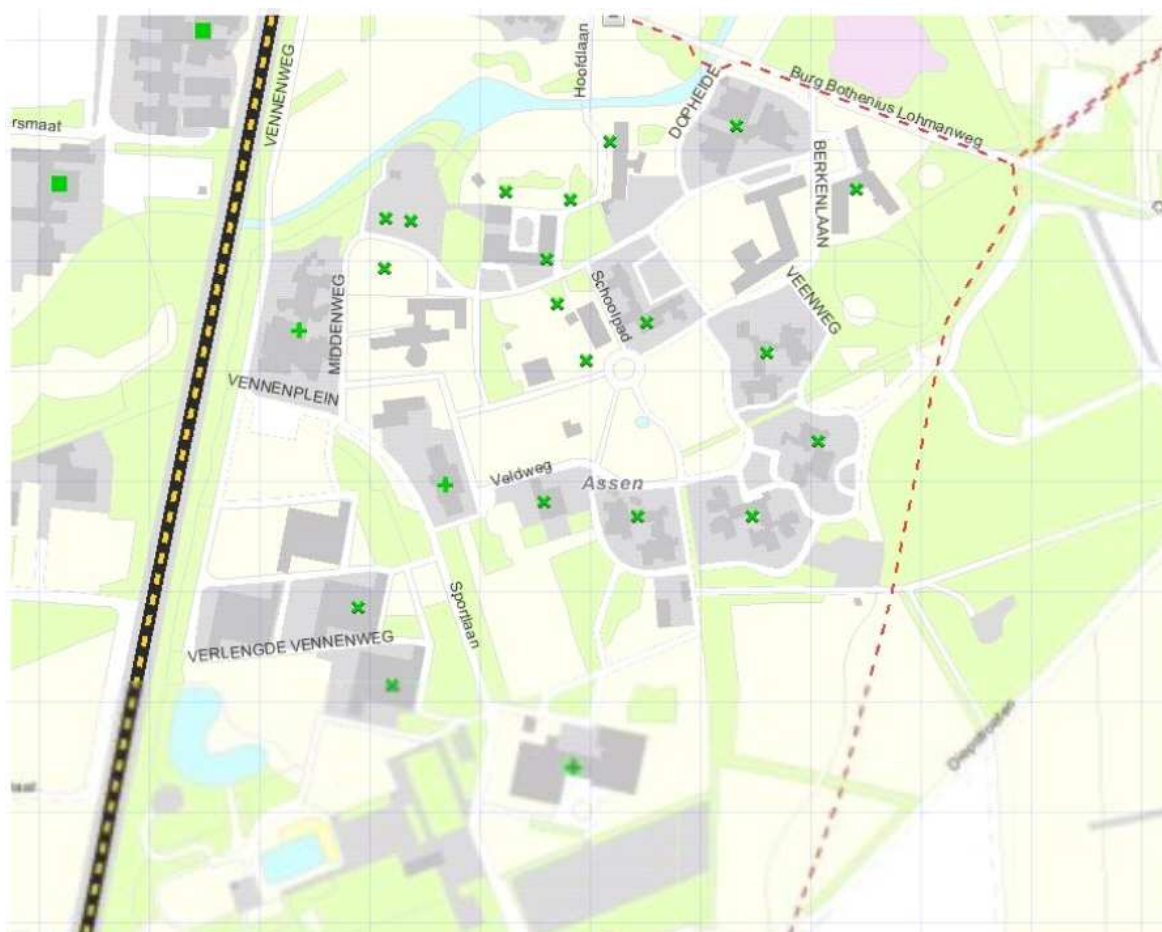 Hoofdlaan
VENNENWEG
DOPHEIDE
Burg Bothenius Lohmanweg
rsmaat
BERKENLAAN
MIDDENWEG
Schoolpad
VEENWEG
VENNENPLEIN
Veldweg
Assen
Sportlaan
VERLENGDE VENNENWEG